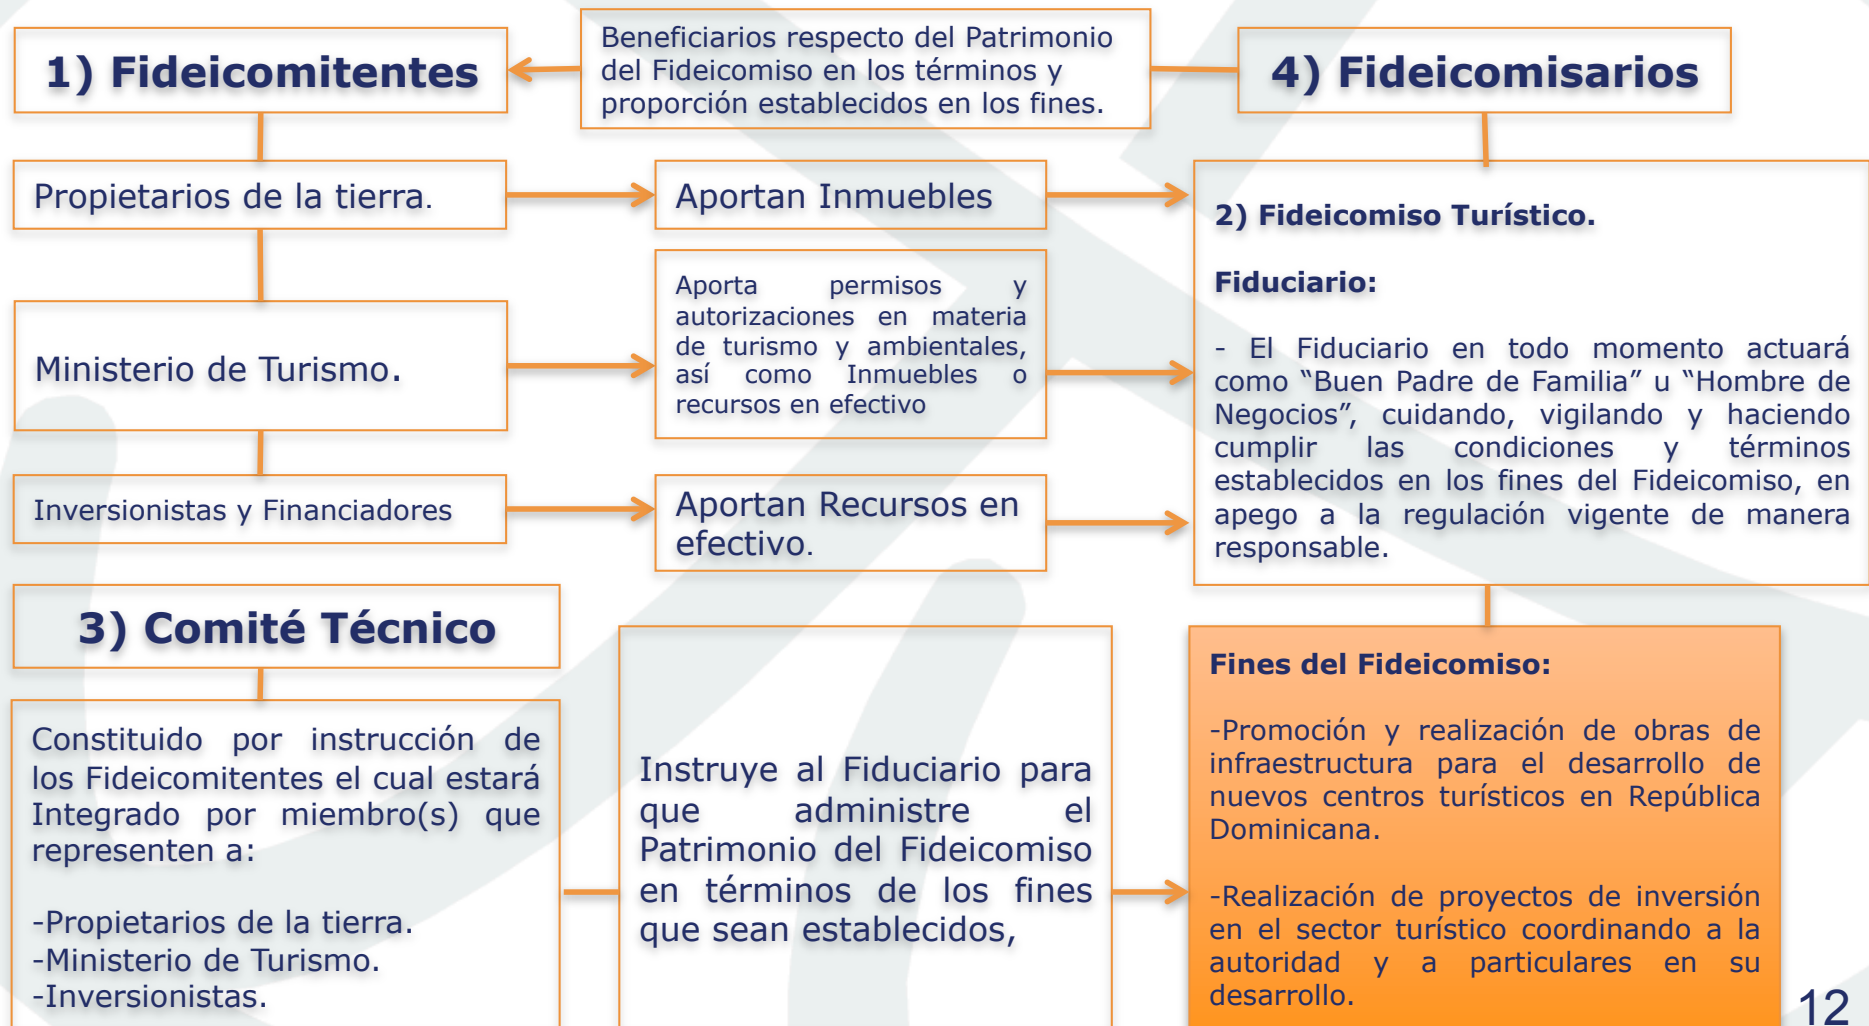 1) Fideicomitentes
Beneficiarios respecto del Patrimonio
del Fideicomiso en los términos y
proporción establecidos en los fines.
4) Fideicomisarios
Propietarios de la tierra.
Aportan Inmuebles
Ministerio de Turismo.
Aporta permisos y
autorizaciones en materia
de turismo y ambientales,
así como Inmuebles o
recursos en efectivo
Inversionistas y Financiadores
Aportan Recursos en
efectivo.
2) Fideicomiso Turístico.
Fiduciario:
- El Fiduciario en todo momento actuará
como “Buen Padre de Familia” u “Hombre de
Negocios”, cuidando, vigilando y haciendo
cumplir las condiciones y términos
establecidos en los fines del Fideicomiso, en
apego a la regulación vigente de manera
responsable.
3) Comité Técnico
Constituido por instrucción de
los Fideicomitentes el cual estará
Integrado por miembro(s) que
representen a:
-Propietarios de la tierra.
-Ministerio de Turismo.
-Inversionistas.
Instruye al Fiduciario para
que administre el
Patrimonio del Fideicomiso
en términos de los fines
que sean establecidos,
Fines del Fideicomiso:
-Promoción y realización de obras de
infraestructura para el desarrollo de
nuevos centros turísticos en República
Dominicana.
-Realización de proyectos de inversión
en el sector turístico coordinando a la
autoridad y a particulares en su
desarrollo.
12